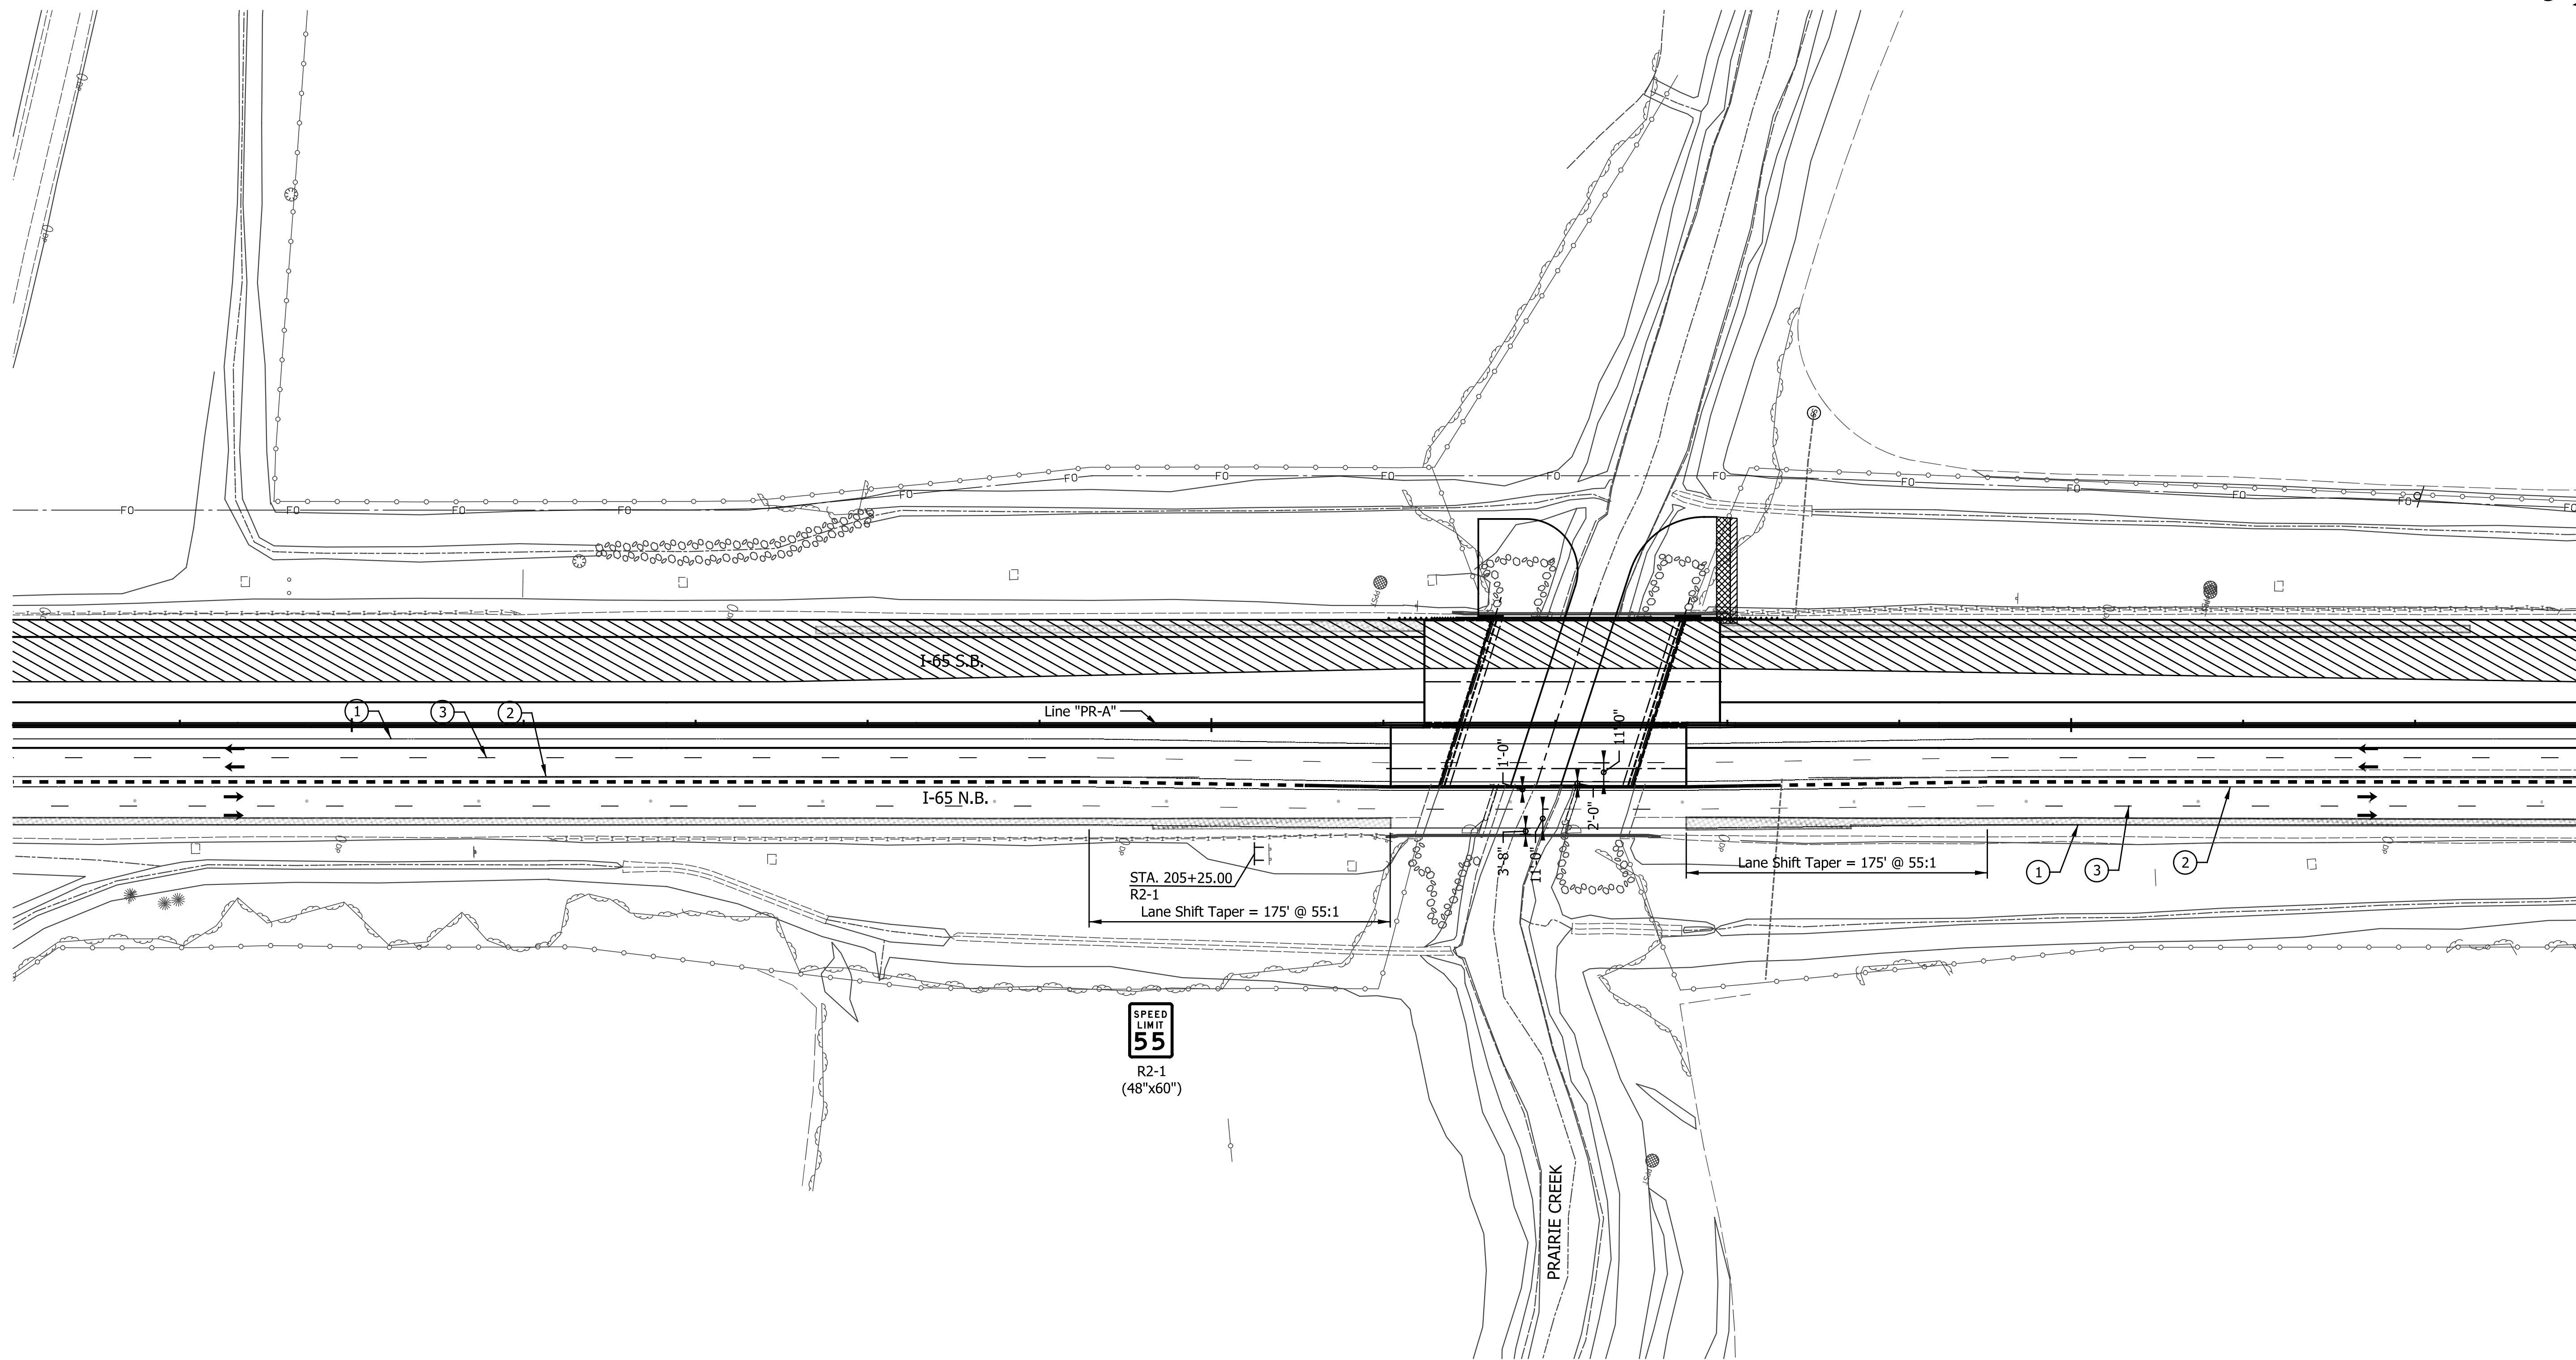 FO FO FO FO FO FO FO FO FO FO FO FO FO FO FO
I-65 S.B.
1
3
2
Line "PR-A"
11'-0"
1'-0"
I-65 N.B.
2'-0"
3'-8"
11'-0"
Lane Shift Taper = 175' @ 55:1
1
3
2
STA. 205+25.00
R2-1
Lane Shift Taper = 175' @ 55:1
SPEED
LIMIT
55
R2-1
(48"x60")
PRAIRIE CREEK